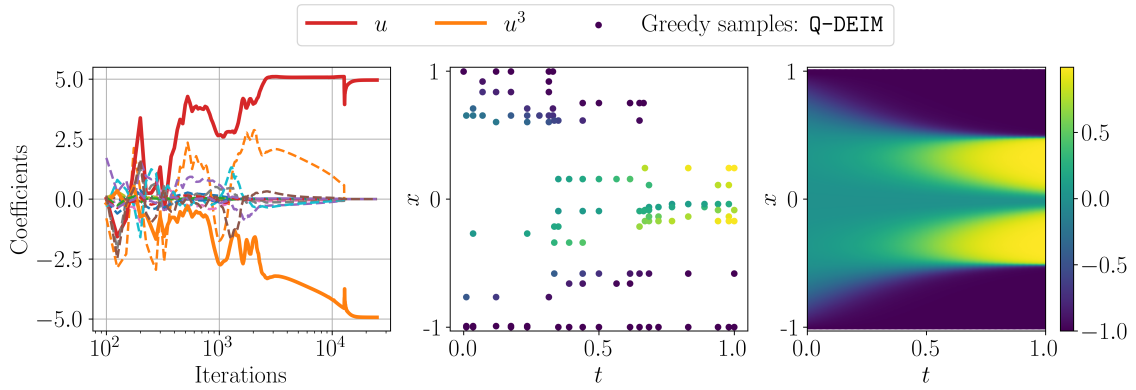 u u³ Greedy samples: Q-DEIM
5.0
2.5
0.0
−2.5
−5.0
Coefficients
10² 10³ 10⁴
Iterations
1
-1
x
0.0 0.5 1.0
t
1
-1
x
0.0 0.5 1.0
t
0.5
0.0
−0.5
−1.0